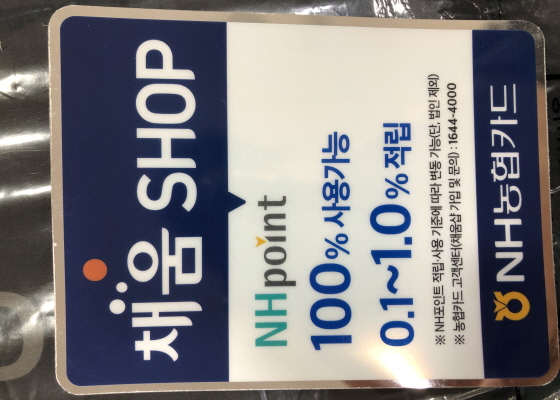 채움 SHOP
NHpoint
100% 사용가능
0.1~1.0% 적립
※ NH포인트 적립·사용 기준에 따라 변동 가능(단, 법인 제외)
※ 농협카드 고객센터(채움샵 가입 및 문의) : 1644-4000
NH농협카드